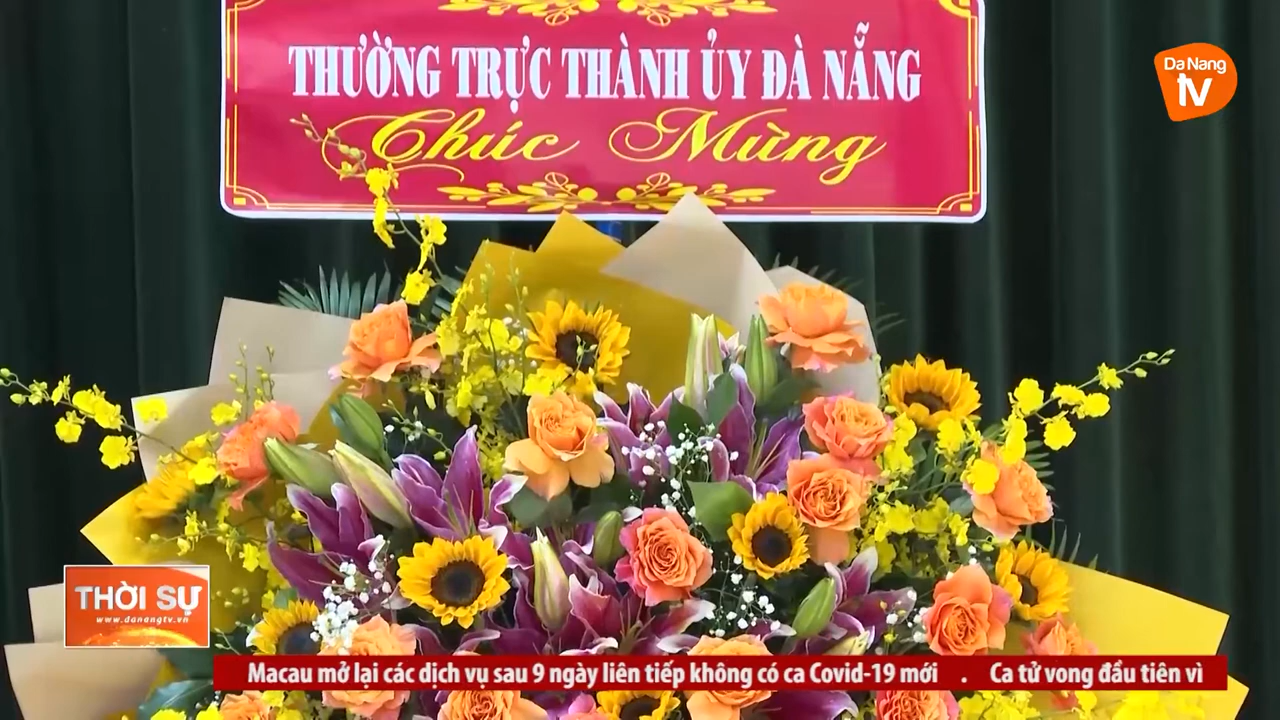 THƯỜNG TRỰC THÀNH ỦY ĐÀ NẴNG
Chúc Mừng
Da Nang
tv
THỜI SỰ
www.danangtv.vn
Macau mở lại các dịch vụ sau 9 ngày liên tiếp không có ca Covid-19 mới . Ca tử vong đầu tiên vì